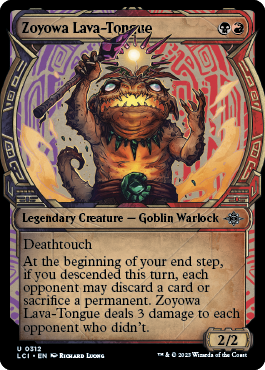 Zoyowa Lava-Tongue
Legendary Creature — Goblin Warlock
Deathtouch
At the beginning of your end step,
if you descended this turn, each
opponent may discard a card or
sacrifice a permanent. Zoyowa
Lava-Tongue deals 3 damage to each
opponent who didn't.
2/2
U 0312
LCI • EN Richard Luong
™ & © 2023 Wizards of the Coast